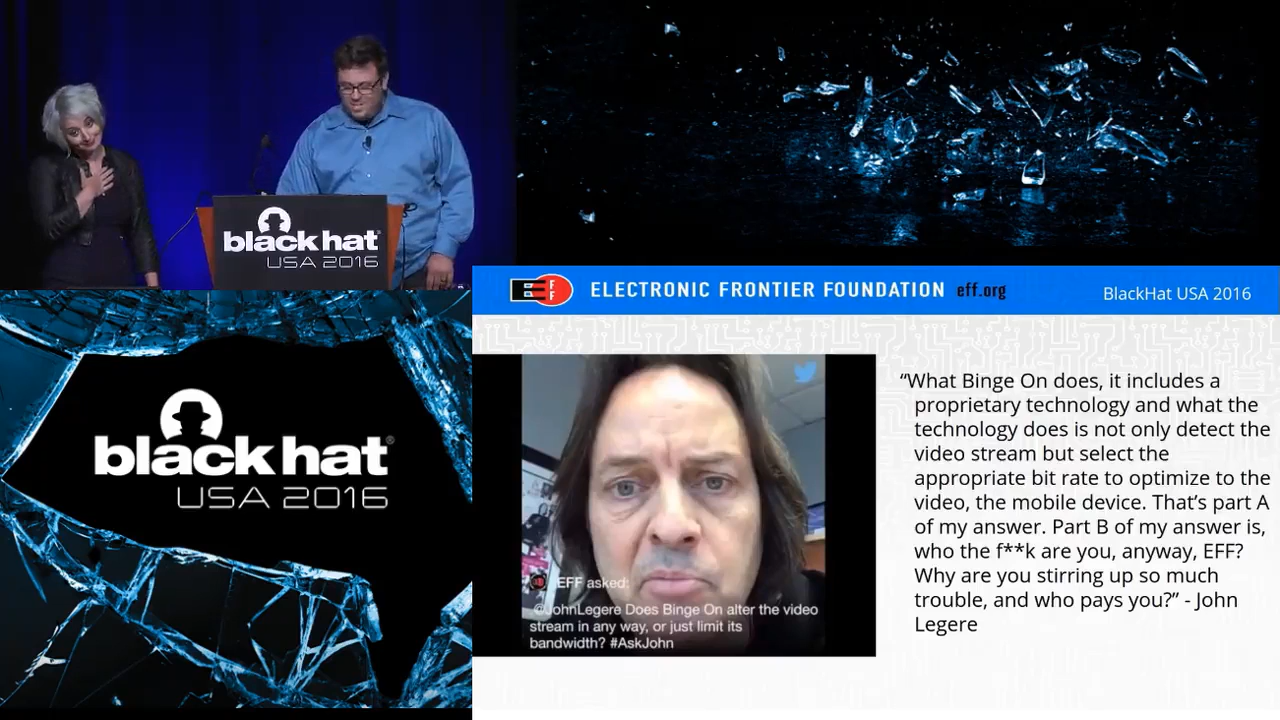 black hat
USA 2016
ELECTRONIC FRONTIER FOUNDATION eff.org
BlackHat USA 2016
black hat®
USA 2016
EFF
.EFF asked:
@JohnLegere Does Binge On alter the video
stream in any way, or just limit its
bandwidth? #AskJohn
“What Binge On does, it includes a
proprietary technology and what the
technology does is not only detect the
video stream but select the
appropriate bit rate to optimize to the
video, the mobile device. That’s part A
of my answer. Part B of my answer is,
who the f**k are you, anyway, EFF?
Why are you stirring up so much
trouble, and who pays you?” - John
Legere